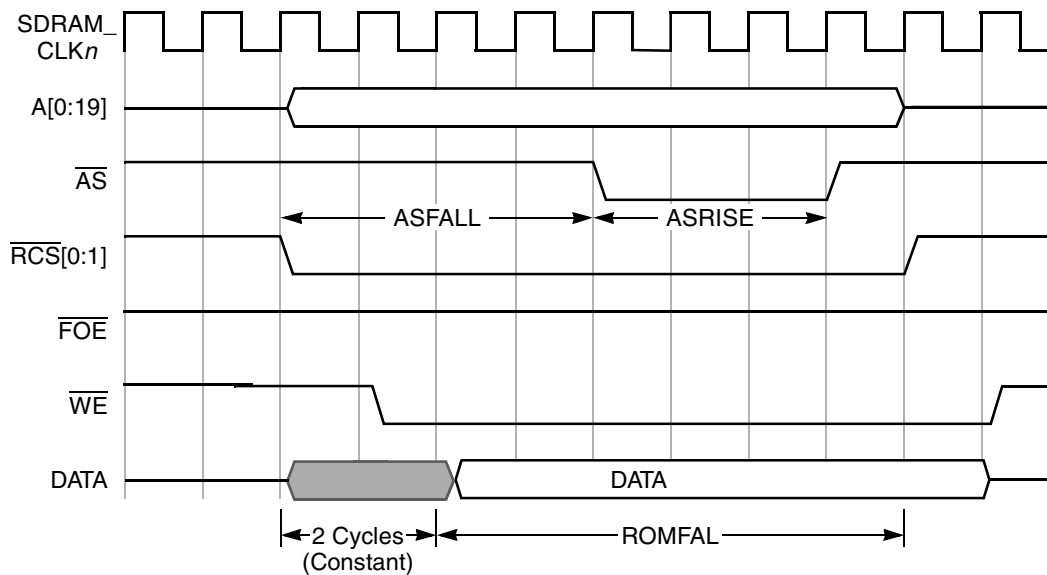 SDRAM_
CLKn
A[0:19]
AS
ASFALL
ASRISE
RCS[0:1]
FOE
WE
DATA
DATA
2 Cycles
(Constant)
ROMFAL